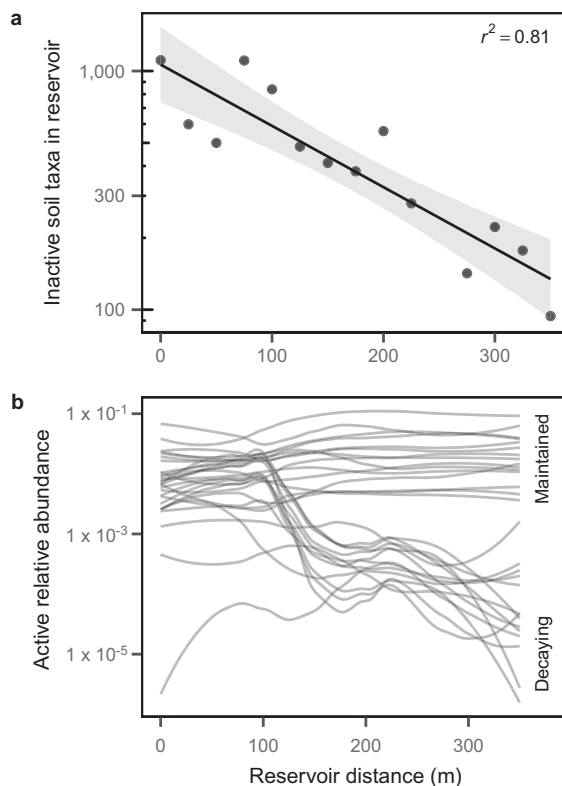 a
r² = 0.81
Inactive soil taxa in reservoir
1,000
300
100
0 100 200 300
b
Active relative abundance
1 x 10⁻¹
1 x 10⁻³
1 x 10⁻⁵
Maintained
Decaying
0 100 200 300
Reservoir distance (m)